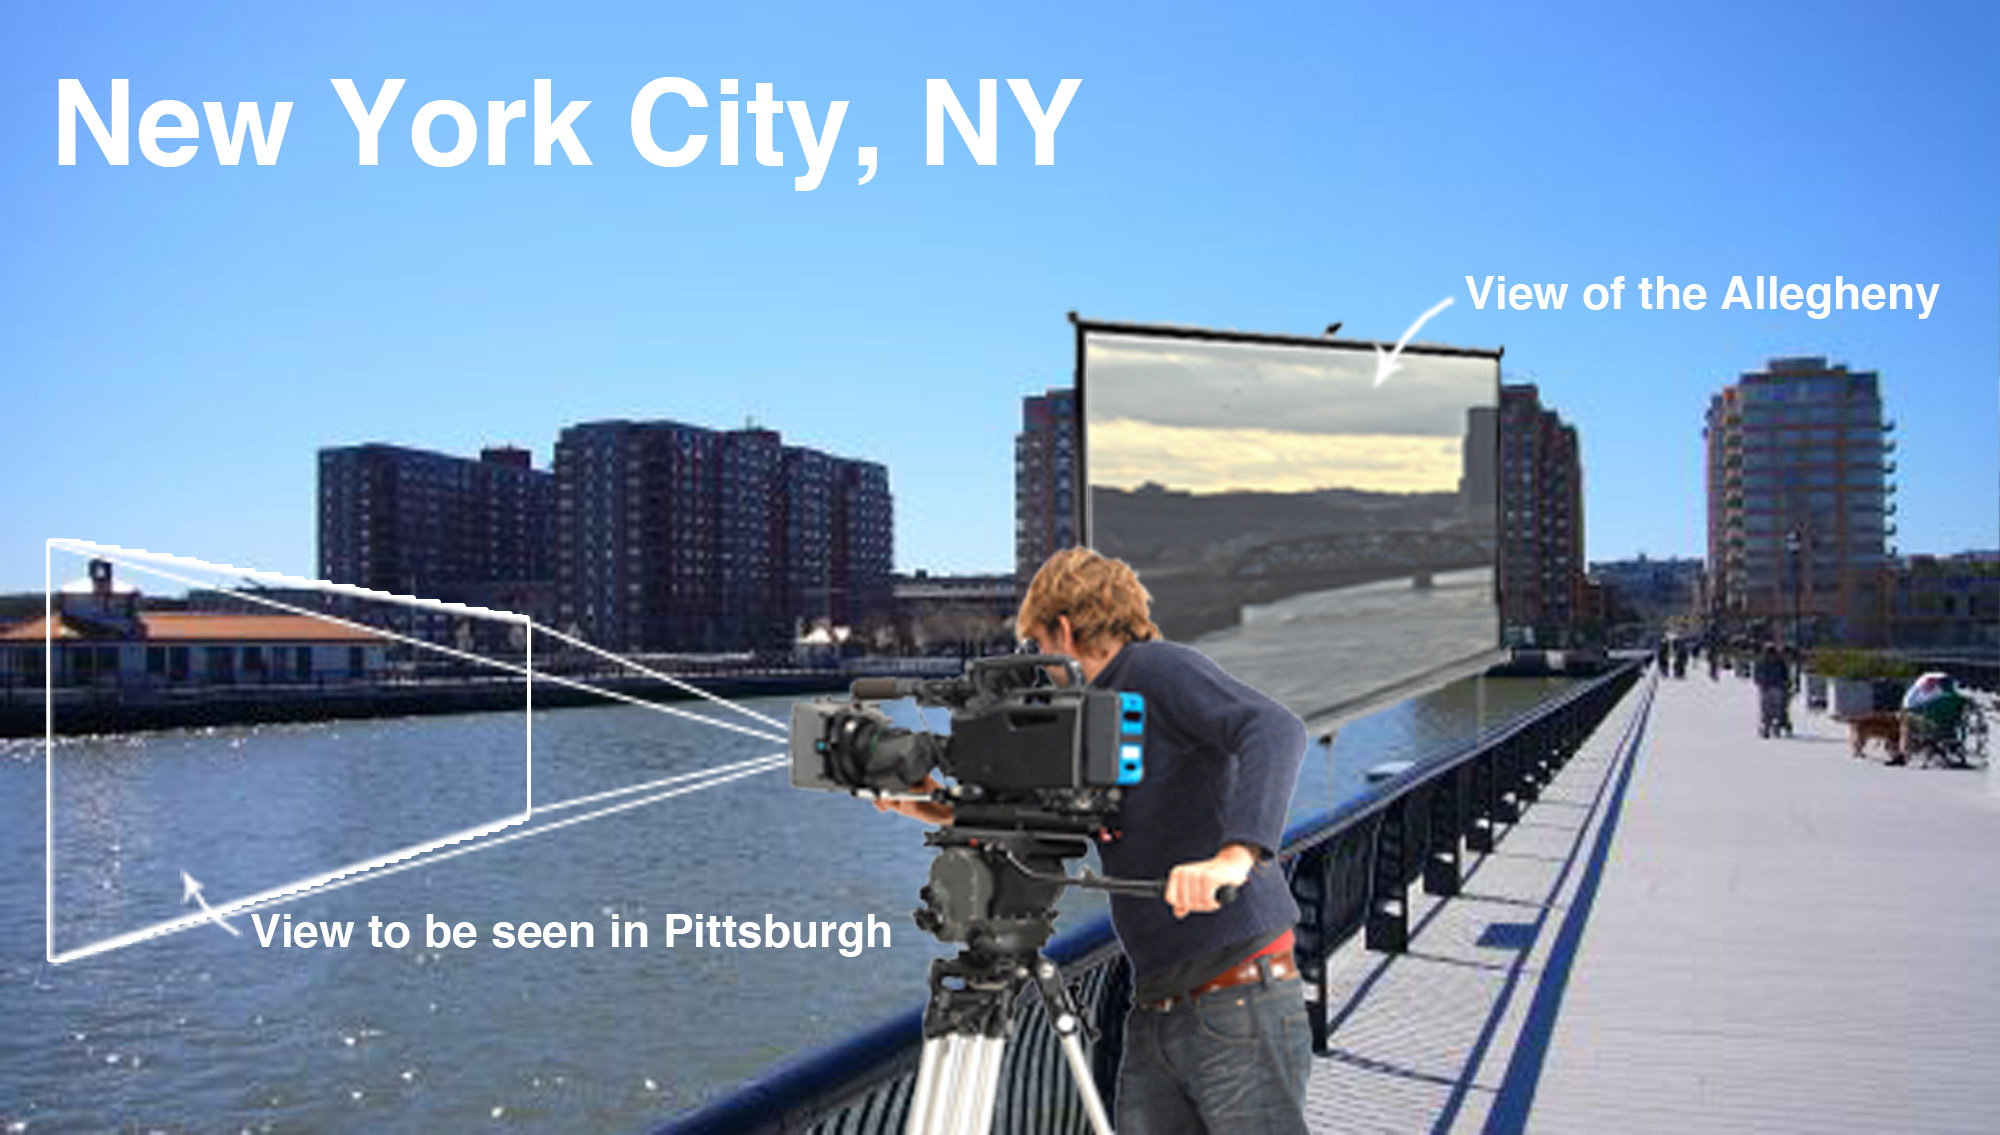 New York City, NY
View of the Allegheny
View to be seen in Pittsburgh